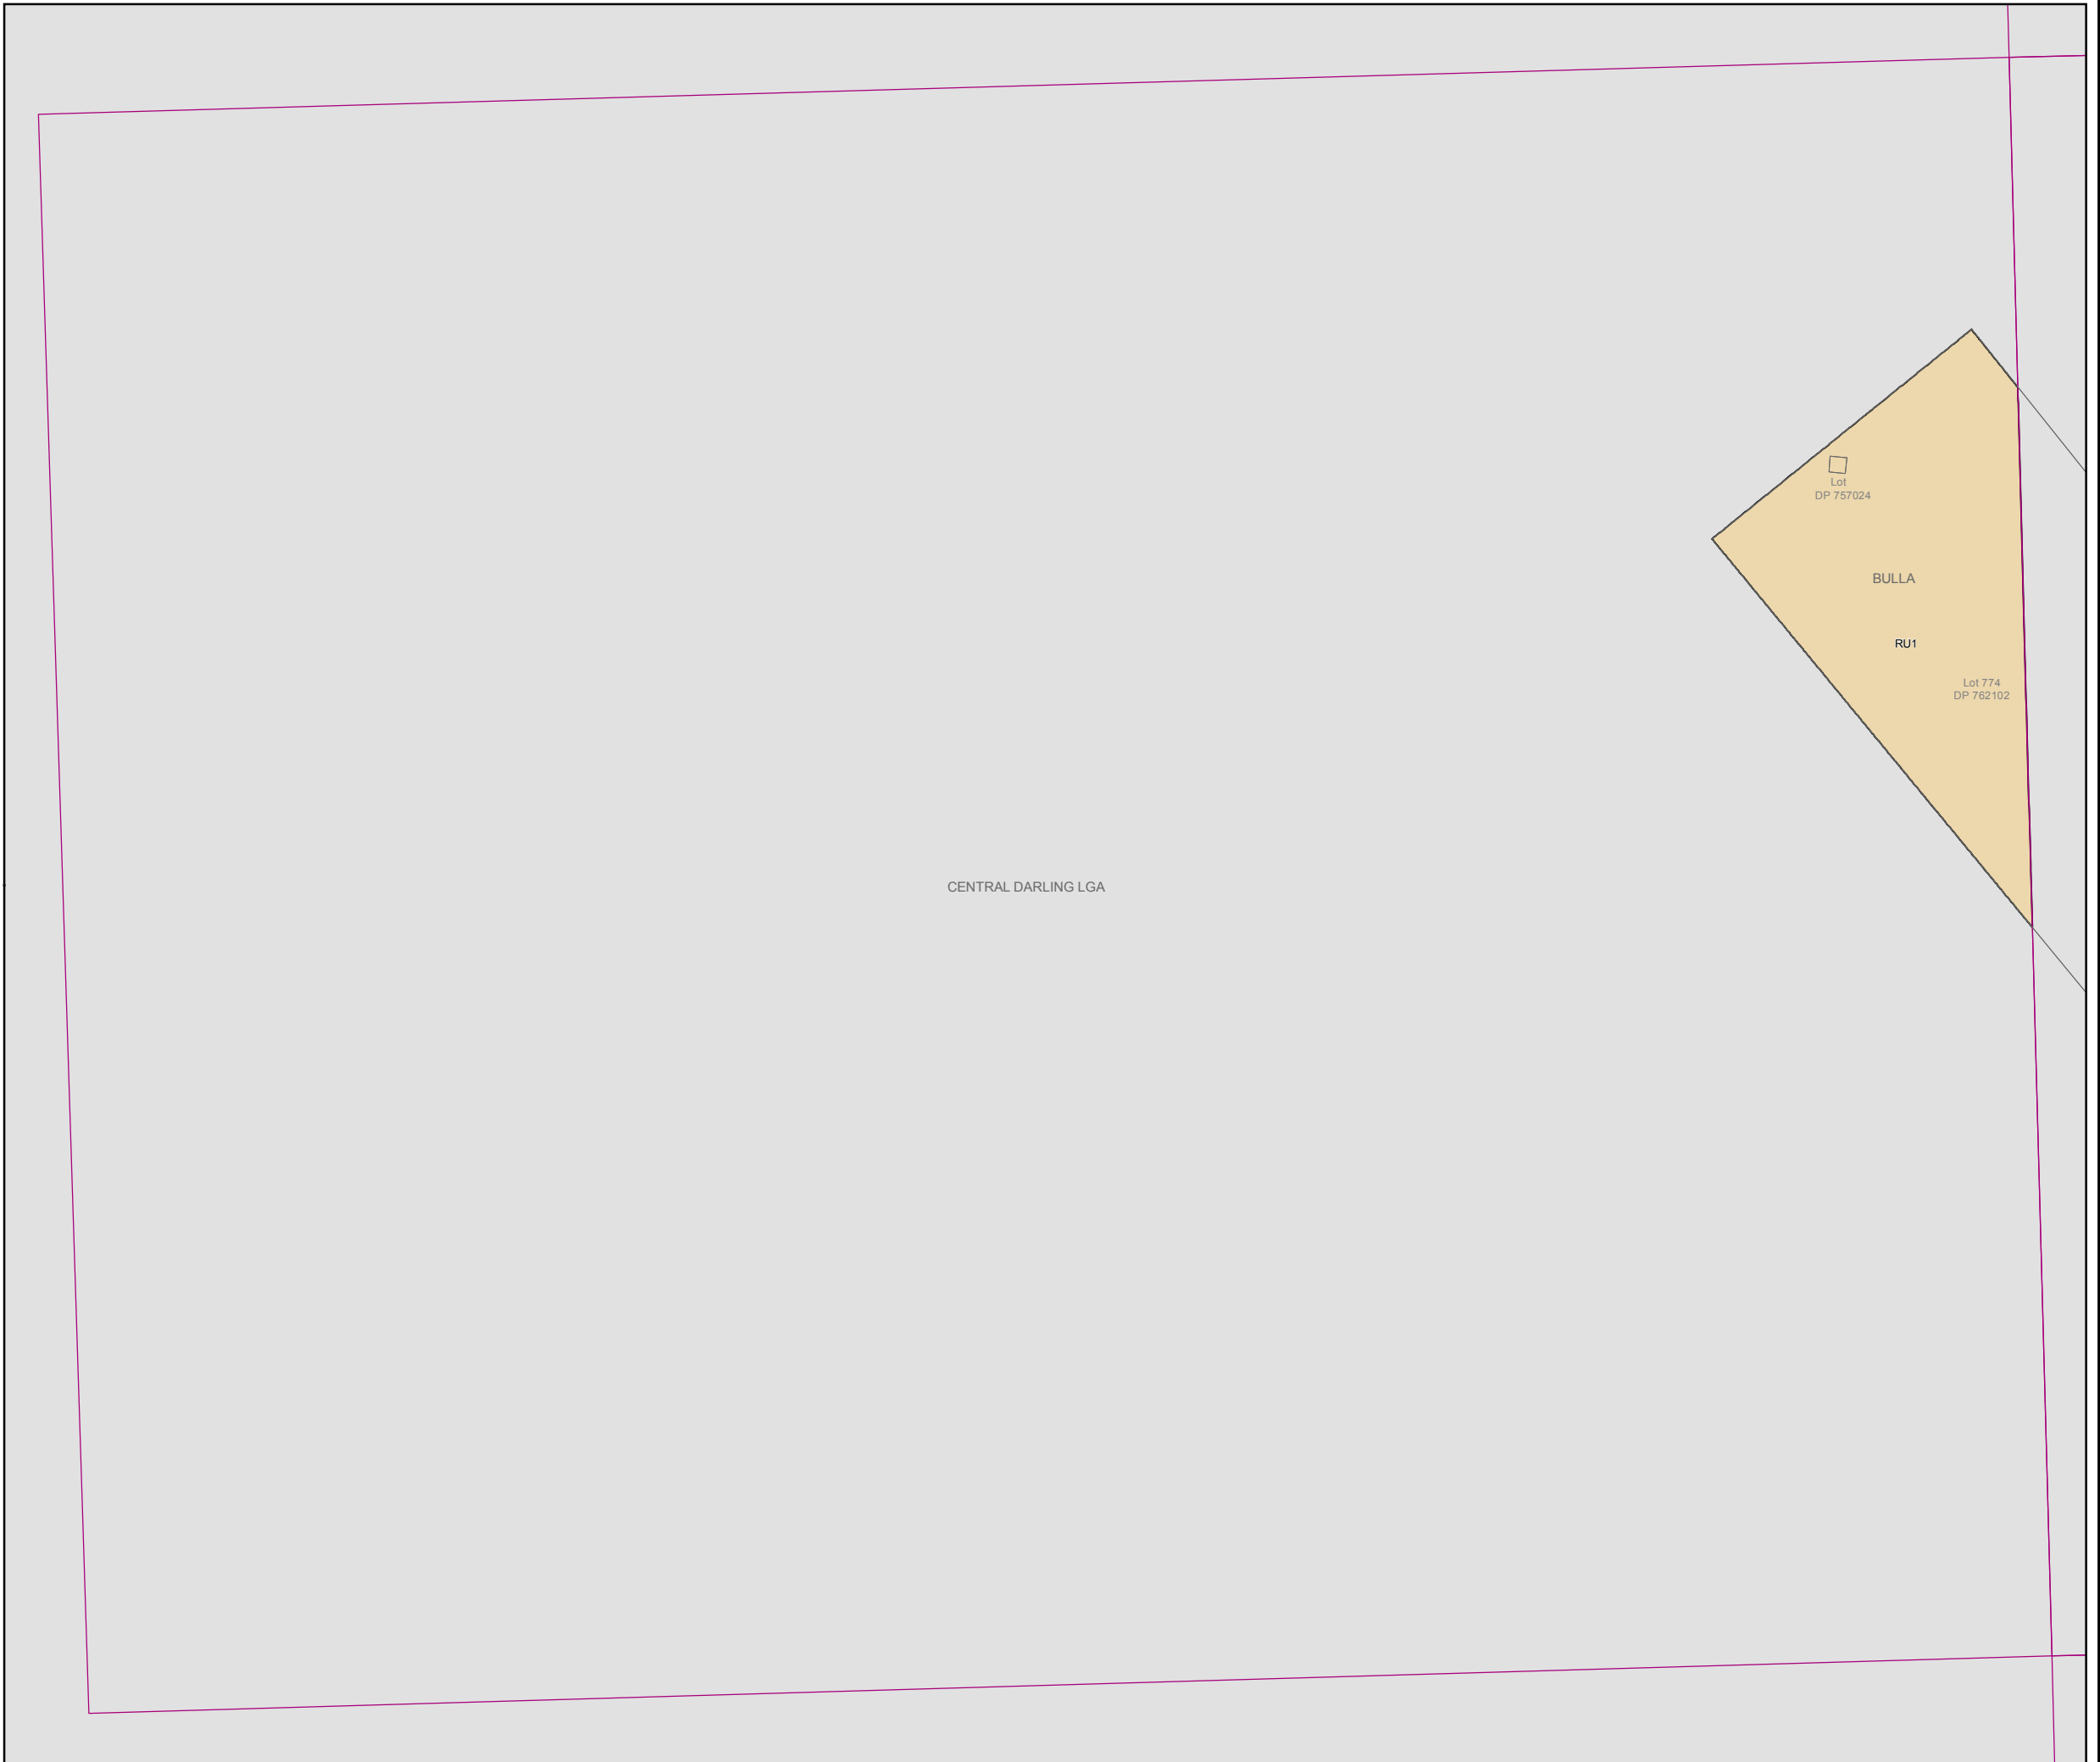 Lot
DP 757024
BULLA
RU1
Lot 774
DP 762102
CENTRAL DARLING LGA